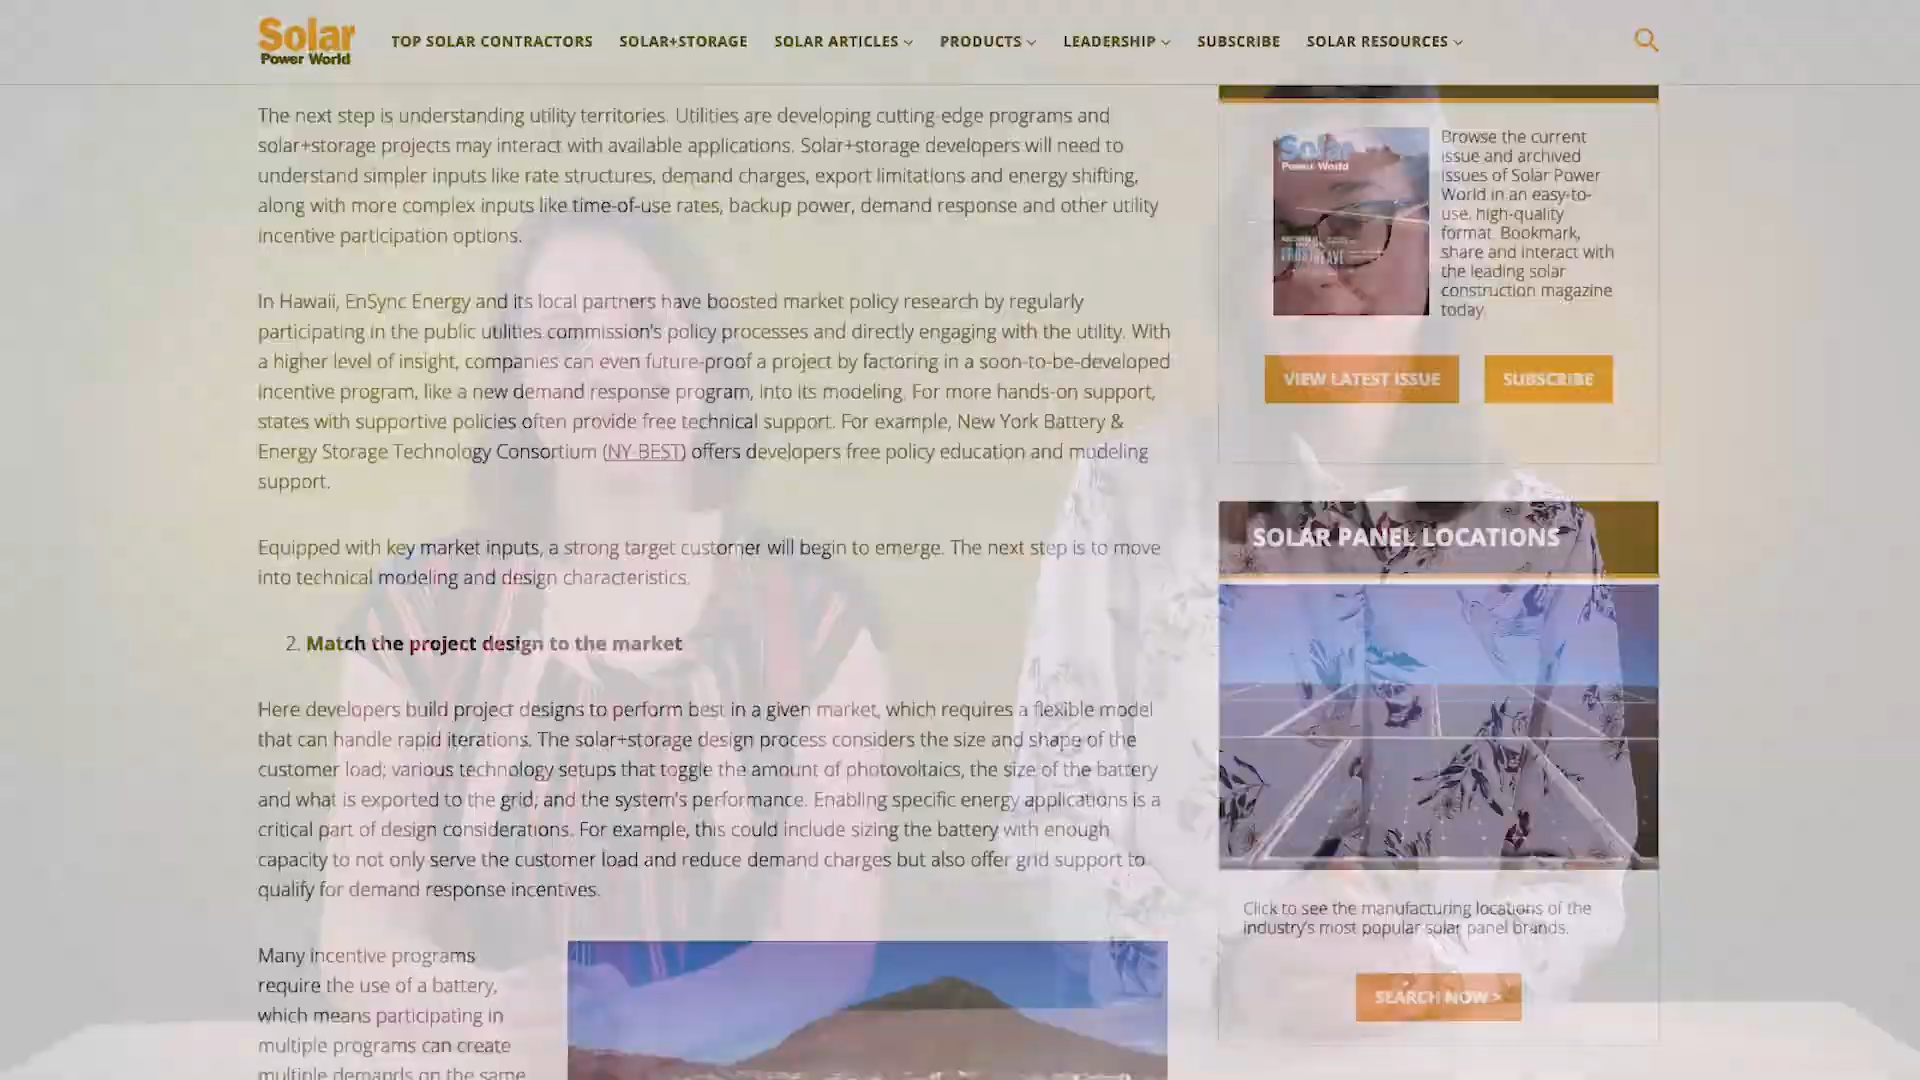 Solar
Power World
TOP SOLAR CONTRACTORS
SOLAR+STORAGE
SOLAR ARTICLES
PRODUCTS
LEADERSHIP
SUBSCRIBE
SOLAR RESOURCES
The next step is understanding utility territories. Utilities are developing cutting-edge programs and
solar+storage projects may interact with available applications. Solar+storage developers will need to
understand simpler inputs like rate structures, demand charges, export limitations and energy shifting,
along with more complex inputs like time-of-use rates, backup power, demand response and other utility
incentive participation options.
In Hawaii, EnSync Energy and its local partners have boosted market policy research by regularly
participating in the public utilities commission's policy processes and directly engaging with the utility. With
a higher level of insight, companies can even future-proof a project by factoring in a soon-to-be-developed
incentive program, like a new demand response program, into its modeling. For more hands-on support,
states with supportive policies often provide free technical support. For example, New York Battery &
Energy Storage Technology Consortium (NY-BEST) offers developers free policy education and modeling
support.
Equipped with key market inputs, a strong target customer will begin to emerge. The next step is to move
into technical modeling and design characteristics.
2. Match the project design to the market
Here developers build project designs to perform best in a given market, which requires a flexible model
that can handle rapid iterations. The solar+storage design process considers the size and shape of the
customer load; various technology setups that toggle the amount of photovoltaics, the size of the battery
and what is exported to the grid; and the system's performance. Enabling specific energy applications is a
critical part of design considerations. For example, this could include sizing the battery with enough
capacity to not only serve the customer load and reduce demand charges but also offer grid support to
qualify for demand response incentives.
Many incentive programs
require the use of a battery,
which means participating in
multiple programs can create
multiple demands on the same
Solar
Power World
Browse the current
issue and archived
issues of Solar Power
World in an easy-to-
use, high-quality
format. Bookmark,
share and interact with
the leading solar
construction magazine
today.
VIEW LATEST ISSUE
SUBSCRIBE
SOLAR PANEL LOCATIONS
Click to see the manufacturing locations of the
industry's most popular solar panel brands.
SEARCH NOW >